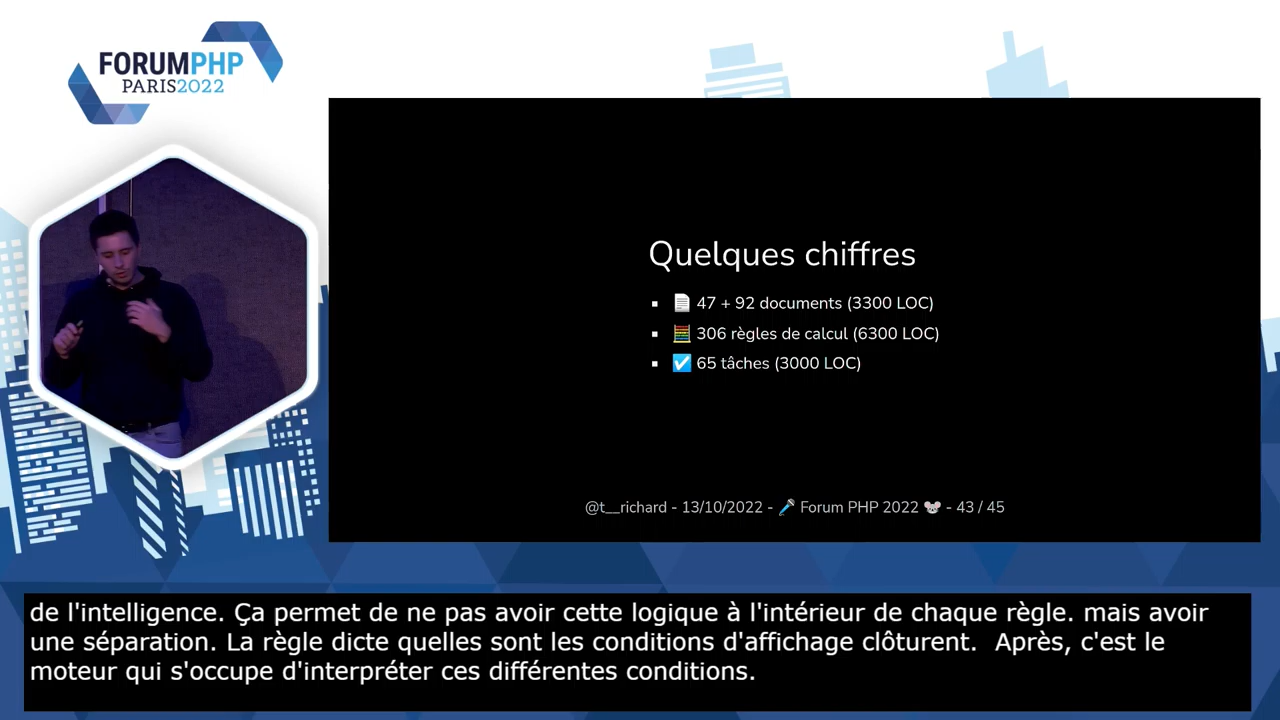 FORUMPHP
PARIS2022
Quelques chiffres
47 + 92 documents (3300 LOC)
306 règles de calcul (6300 LOC)
65 tâches (3000 LOC)
@t__richard - 13/10/2022 - 🎤 Forum PHP 2022 🐭 - 43 / 45
de l'intelligence. Ça permet de ne pas avoir cette logique à l'intérieur de chaque règle. mais avoir
une séparation. La règle dicte quelles sont les conditions d'affichage clôturent.  Après, c'est le
moteur qui s'occupe d'interpréter ces différentes conditions.